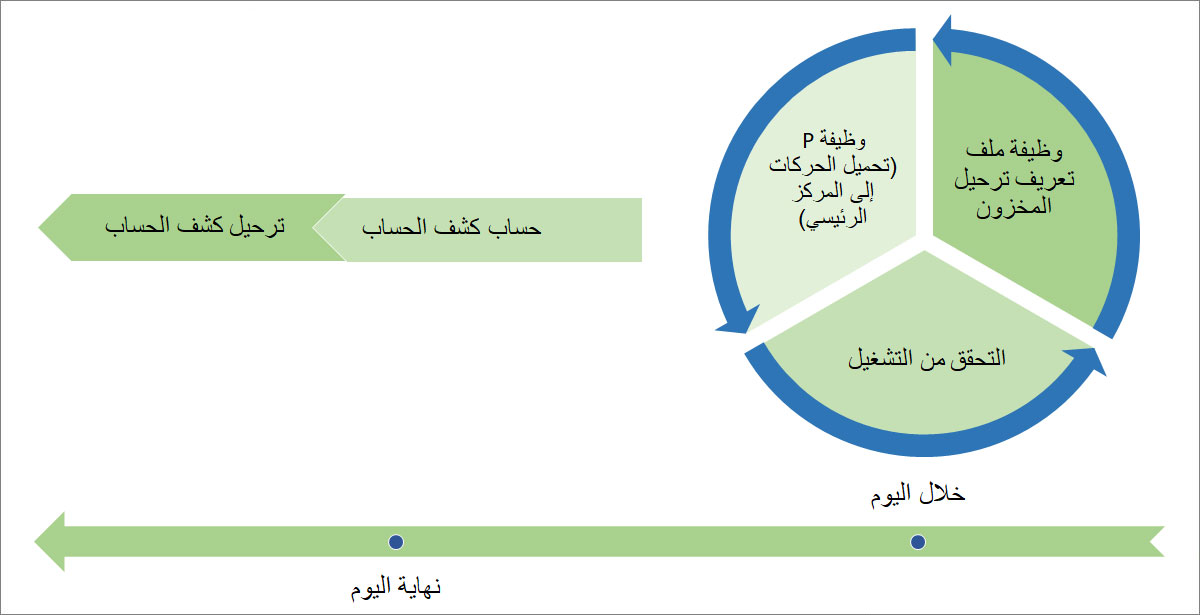 وظيفة P
(تحميل الحركات
إلى المركز
الرئيسي)
وظيفة ملف
تعريف ترحيل
المخزون
التحقق من التشغيل
حساب كشف الحساب
ترحيل كشف الحساب
خلال اليوم
نهاية اليوم